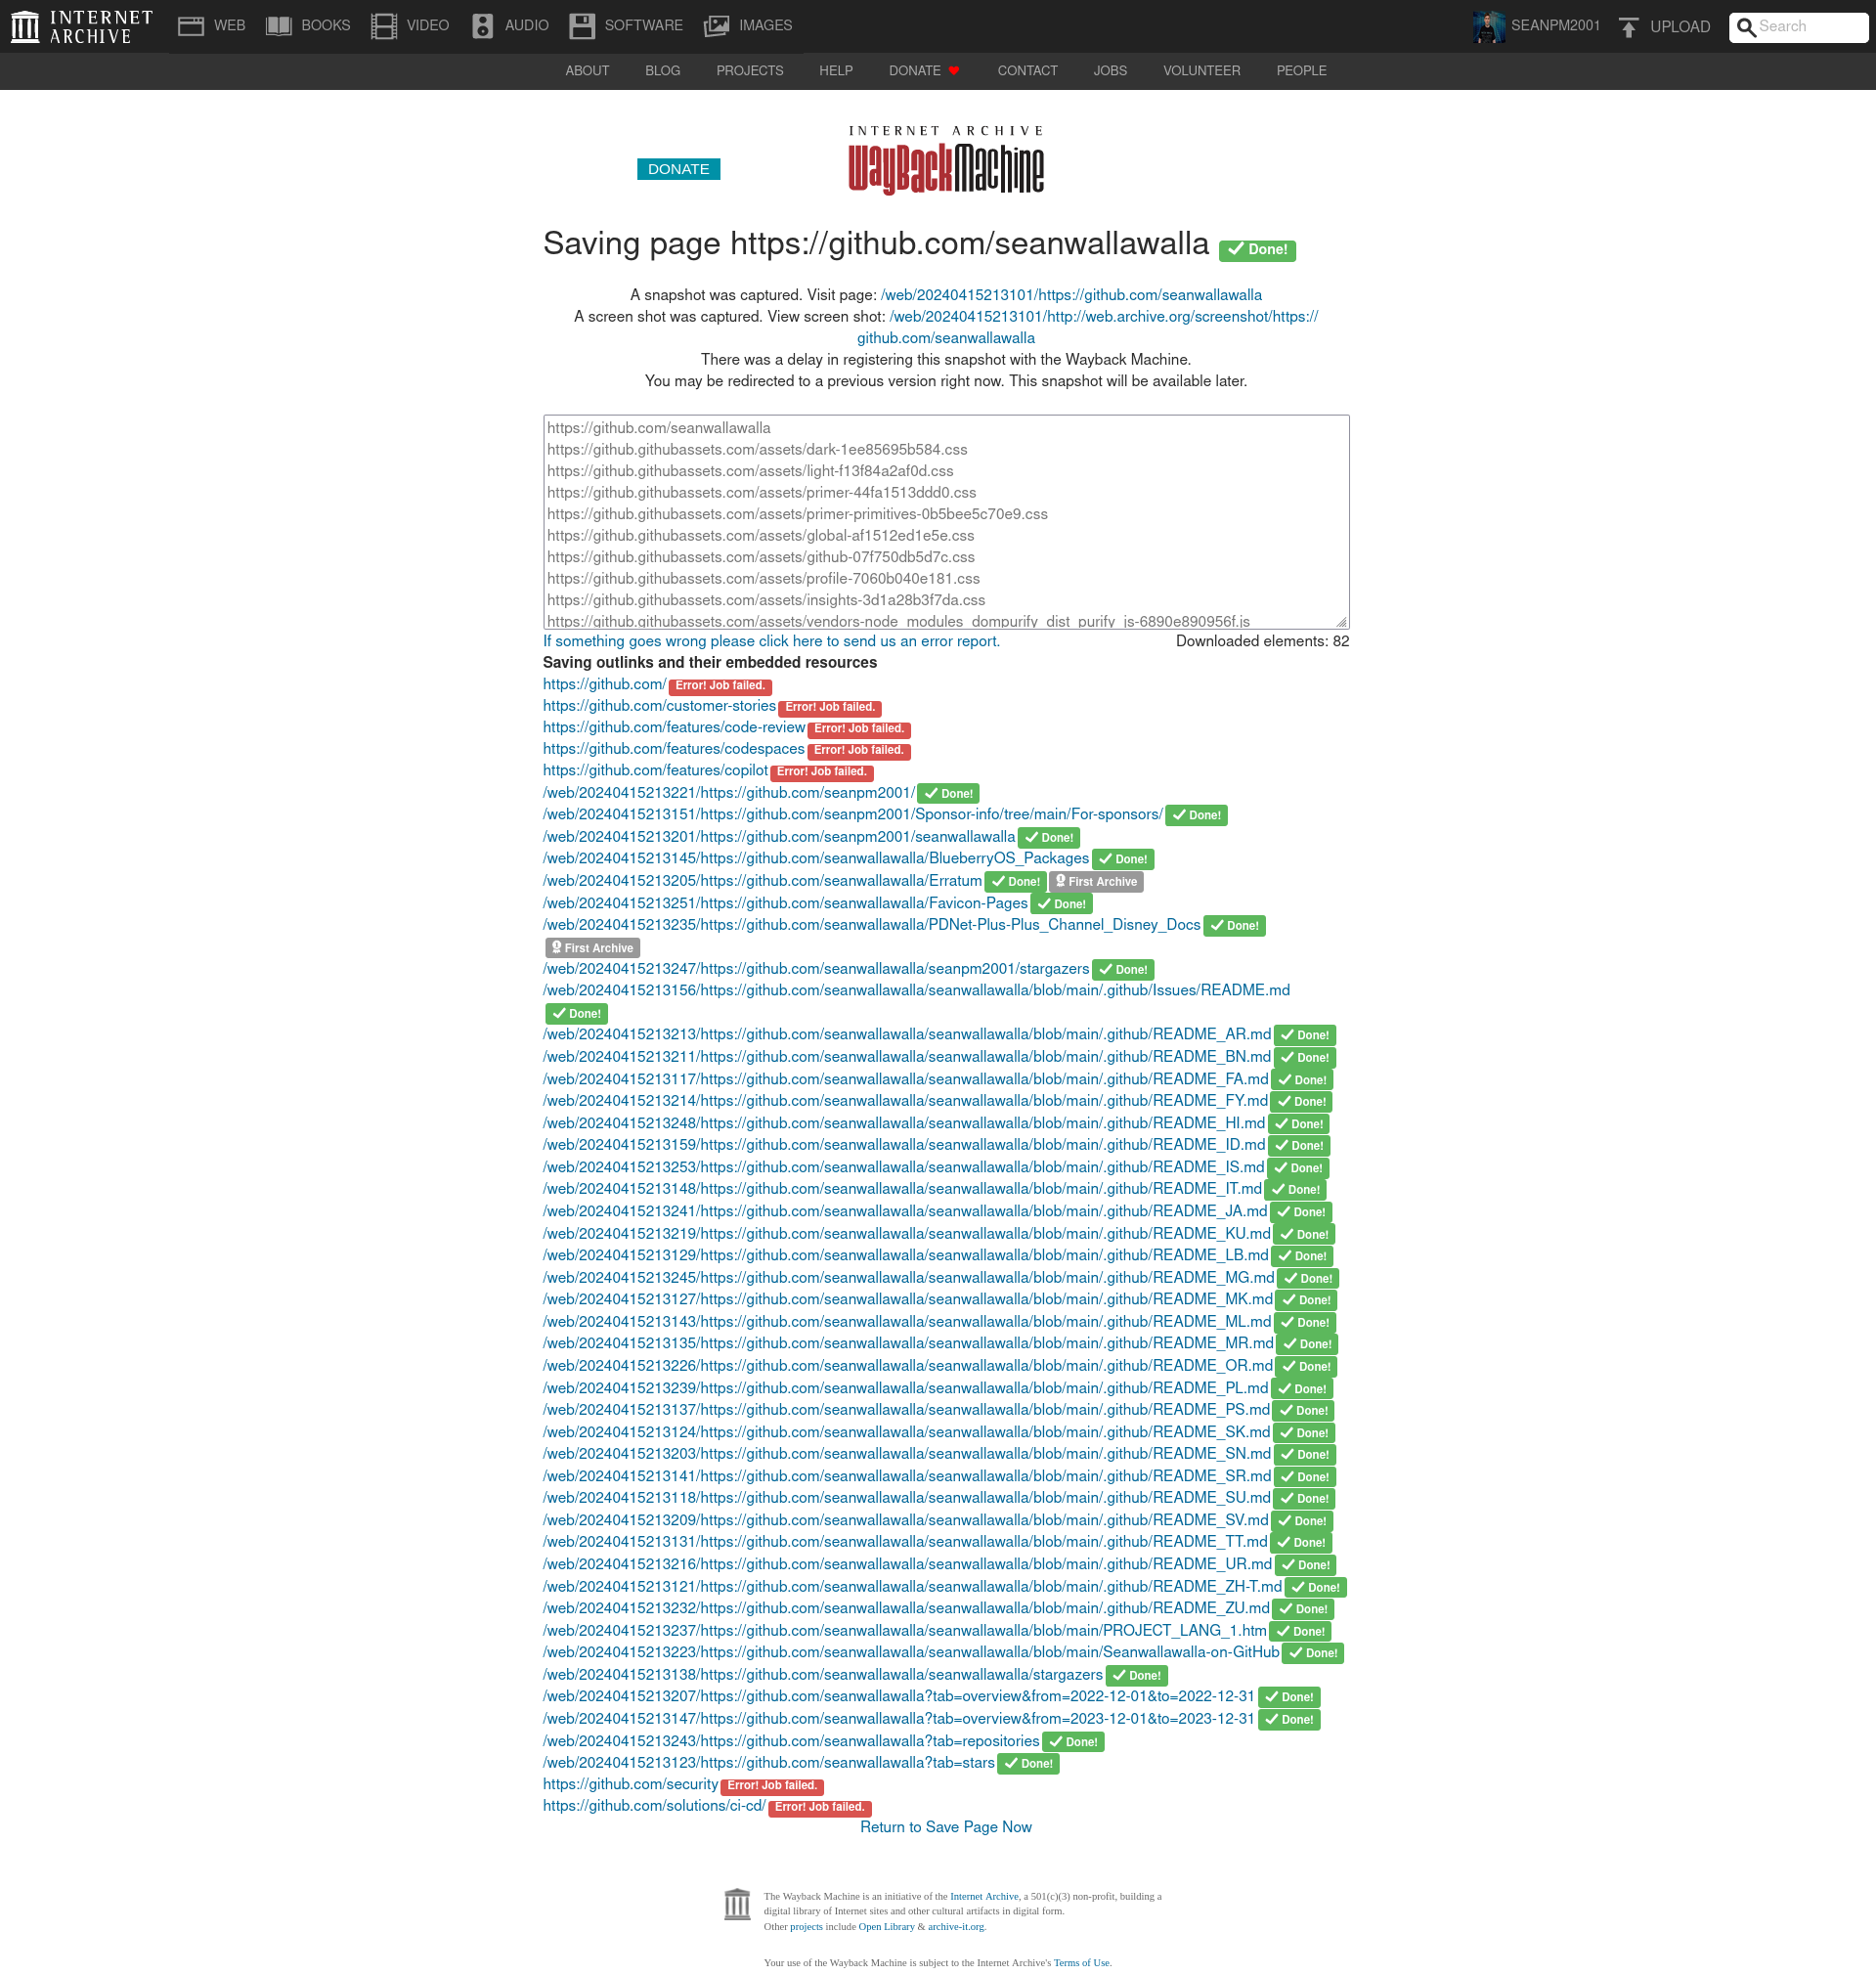 INTERNET ARCHIVE
WEB BOOKS VIDEO AUDIO SOFTWARE IMAGES SEANPM2001 UPLOAD Search
ABOUT BLOG PROJECTS HELP DONATE CONTACT JOBS VOLUNTEER PEOPLE
INTERNET ARCHIVE
WayBackMachine
DONATE
Saving page https://github.com/seanwallawalla Done!
A snapshot was captured. Visit page: /web/20240415213101/https://github.com/seanwallawalla
A screen shot was captured. View screen shot: /web/20240415213101/http://web.archive.org/screenshot/https://
github.com/seanwallawalla
There was a delay in registering this snapshot with the Wayback Machine.
You may be redirected to a previous version right now. This snapshot will be available later.
https://github.com/seanwallawalla
https://github.githubassets.com/assets/dark-1ee85695b584.css
https://github.githubassets.com/assets/light-f13f84a2af0d.css
https://github.githubassets.com/assets/primer-44fa1513ddd0.css
https://github.githubassets.com/assets/primer-primitives-0b5bee5c70e9.css
https://github.githubassets.com/assets/global-af1512ed1e5e.css
https://github.githubassets.com/assets/github-07f750db5d7c.css
https://github.githubassets.com/assets/profile-7060b040e181.css
https://github.githubassets.com/assets/insights-3d1a28b3f7da.css
https://github.githubassets.com/assets/vendors-node_modules_dompurify_dist_purify_js-6890e890956f.js
If something goes wrong please click here to send us an error report. Downloaded elements: 82
Saving outlinks and their embedded resources
https://github.com/ Error! Job failed.
https://github.com/customer-stories Error! Job failed.
https://github.com/features/code-review Error! Job failed.
https://github.com/features/codespaces Error! Job failed.
https://github.com/features/copilot Error! Job failed.
/web/20240415213221/https://github.com/seanpm2001/ Done!
/web/20240415213151/https://github.com/seanpm2001/Sponsor-info/tree/main/For-sponsors/ Done!
/web/20240415213201/https://github.com/seanpm2001/seanwallawalla Done!
/web/20240415213145/https://github.com/seanwallawalla/BlueberryOS_Packages Done!
/web/20240415213205/https://github.com/seanwallawalla/Erratum Done! First Archive
/web/20240415213251/https://github.com/seanwallawalla/Favicon-Pages Done!
/web/20240415213235/https://github.com/seanwallawalla/PDNet-Plus-Plus_Channel_Disney_Docs Done!
First Archive
/web/20240415213247/https://github.com/seanwallawalla/seanpm2001/stargazers Done!
/web/20240415213156/https://github.com/seanwallawalla/seanwallawalla/blob/main/.github/Issues/README.md
Done!
/web/20240415213213/https://github.com/seanwallawalla/seanwallawalla/blob/main/.github/README_AR.md Done!
/web/20240415213211/https://github.com/seanwallawalla/seanwallawalla/blob/main/.github/README_BN.md Done!
/web/20240415213117/https://github.com/seanwallawalla/seanwallawalla/blob/main/.github/README_FA.md Done!
/web/20240415213214/https://github.com/seanwallawalla/seanwallawalla/blob/main/.github/README_FY.md Done!
/web/20240415213248/https://github.com/seanwallawalla/seanwallawalla/blob/main/.github/README_HI.md Done!
/web/20240415213159/https://github.com/seanwallawalla/seanwallawalla/blob/main/.github/README_ID.md Done!
/web/20240415213253/https://github.com/seanwallawalla/seanwallawalla/blob/main/.github/README_IS.md Done!
/web/20240415213148/https://github.com/seanwallawalla/seanwallawalla/blob/main/.github/README_IT.md Done!
/web/20240415213241/https://github.com/seanwallawalla/seanwallawalla/blob/main/.github/README_JA.md Done!
/web/20240415213219/https://github.com/seanwallawalla/seanwallawalla/blob/main/.github/README_KU.md Done!
/web/20240415213129/https://github.com/seanwallawalla/seanwallawalla/blob/main/.github/README_LB.md Done!
/web/20240415213245/https://github.com/seanwallawalla/seanwallawalla/blob/main/.github/README_MG.md Done!
/web/20240415213127/https://github.com/seanwallawalla/seanwallawalla/blob/main/.github/README_MK.md Done!
/web/20240415213143/https://github.com/seanwallawalla/seanwallawalla/blob/main/.github/README_ML.md Done!
/web/20240415213135/https://github.com/seanwallawalla/seanwallawalla/blob/main/.github/README_MR.md Done!
/web/20240415213226/https://github.com/seanwallawalla/seanwallawalla/blob/main/.github/README_OR.md Done!
/web/20240415213239/https://github.com/seanwallawalla/seanwallawalla/blob/main/.github/README_PL.md Done!
/web/20240415213137/https://github.com/seanwallawalla/seanwallawalla/blob/main/.github/README_PS.md Done!
/web/20240415213124/https://github.com/seanwallawalla/seanwallawalla/blob/main/.github/README_SK.md Done!
/web/20240415213203/https://github.com/seanwallawalla/seanwallawalla/blob/main/.github/README_SN.md Done!
/web/20240415213141/https://github.com/seanwallawalla/seanwallawalla/blob/main/.github/README_SR.md Done!
/web/20240415213118/https://github.com/seanwallawalla/seanwallawalla/blob/main/.github/README_SU.md Done!
/web/20240415213209/https://github.com/seanwallawalla/seanwallawalla/blob/main/.github/README_SV.md Done!
/web/20240415213131/https://github.com/seanwallawalla/seanwallawalla/blob/main/.github/README_TT.md Done!
/web/20240415213216/https://github.com/seanwallawalla/seanwallawalla/blob/main/.github/README_UR.md Done!
/web/20240415213121/https://github.com/seanwallawalla/seanwallawalla/blob/main/.github/README_ZH-T.md Done!
/web/20240415213232/https://github.com/seanwallawalla/seanwallawalla/blob/main/.github/README_ZU.md Done!
/web/20240415213237/https://github.com/seanwallawalla/seanwallawalla/blob/main/PROJECT_LANG_1.htm Done!
/web/20240415213223/https://github.com/seanwallawalla/seanwallawalla/blob/main/Seanwallawalla-on-GitHub Done!
/web/20240415213138/https://github.com/seanwallawalla/seanwallawalla/stargazers Done!
/web/20240415213207/https://github.com/seanwallawalla?tab=overview&from=2022-12-01&to=2022-12-31 Done!
/web/20240415213147/https://github.com/seanwallawalla?tab=overview&from=2023-12-01&to=2023-12-31 Done!
/web/20240415213243/https://github.com/seanwallawalla?tab=repositories Done!
/web/20240415213123/https://github.com/seanwallawalla?tab=stars Done!
https://github.com/security Error! Job failed.
https://github.com/solutions/ci-cd/ Error! Job failed.
Return to Save Page Now
The Wayback Machine is an initiative of the Internet Archive, a 501(c)(3) non-profit, building a
digital library of Internet sites and other cultural artifacts in digital form.
Other projects include Open Library & archive-it.org.
Your use of the Wayback Machine is subject to the Internet Archive's Terms of Use.